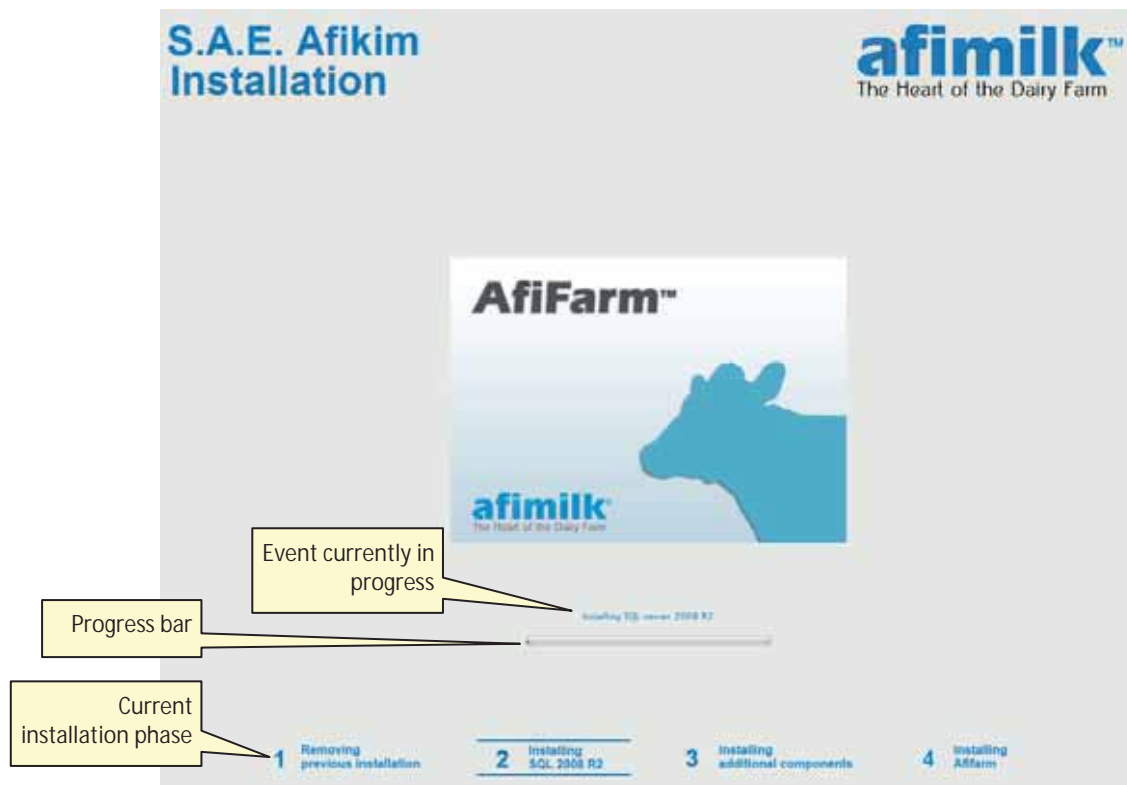 S.A.E. Afikim
Installation
afimilk™
The Heart of the Dairy Farm
AfiFarm™
afimilk
The Heart of the Dairy Farm
Event currently in
progress
Installing SQL server 2008 R2
Progress bar
Current
installation phase
1 Removing
previous installation
2 Installing
SQL 2008 R2
3 Installing
additional components
4 Installing
Afifarm